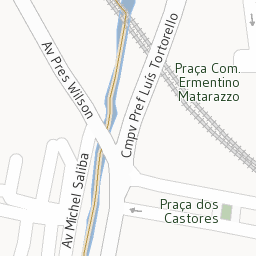 Av Pres Wilson
Cmpv Pref Luís Tortorello
Praça Com.
Ermentino
Matarazzo
Av Michel Saliba
Praça dos
Castores